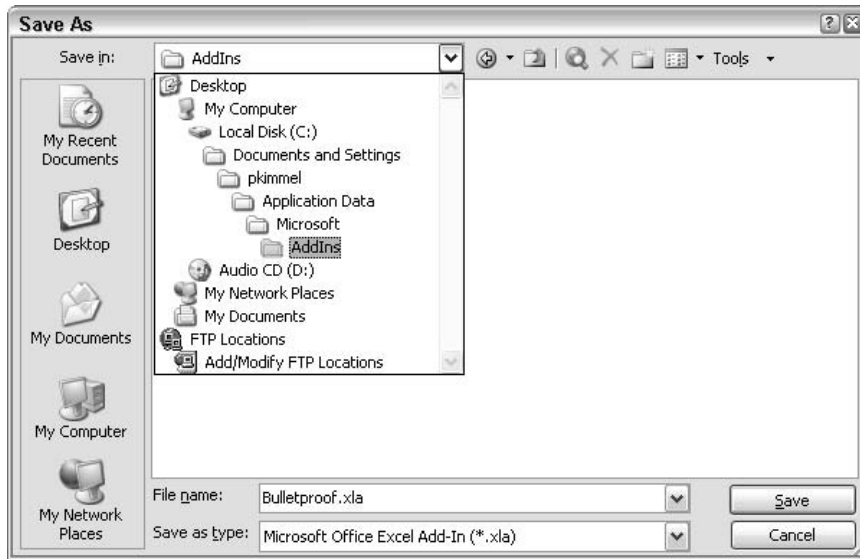 Save As
Save in:
AddIns
Tools
Desktop
My Computer
Local Disk (C:)
Documents and Settings
pkimmel
Application Data
Microsoft
AddIns
Audio CD (D:)
My Network Places
My Documents
FTP Locations
Add/Modify FTP Locations
My Recent
Documents
Desktop
My Documents
My Computer
My Network
Places
File name:
Bulletproof.xla
Save
Save as type:
Microsoft Office Excel Add-In (*.xla)
Cancel